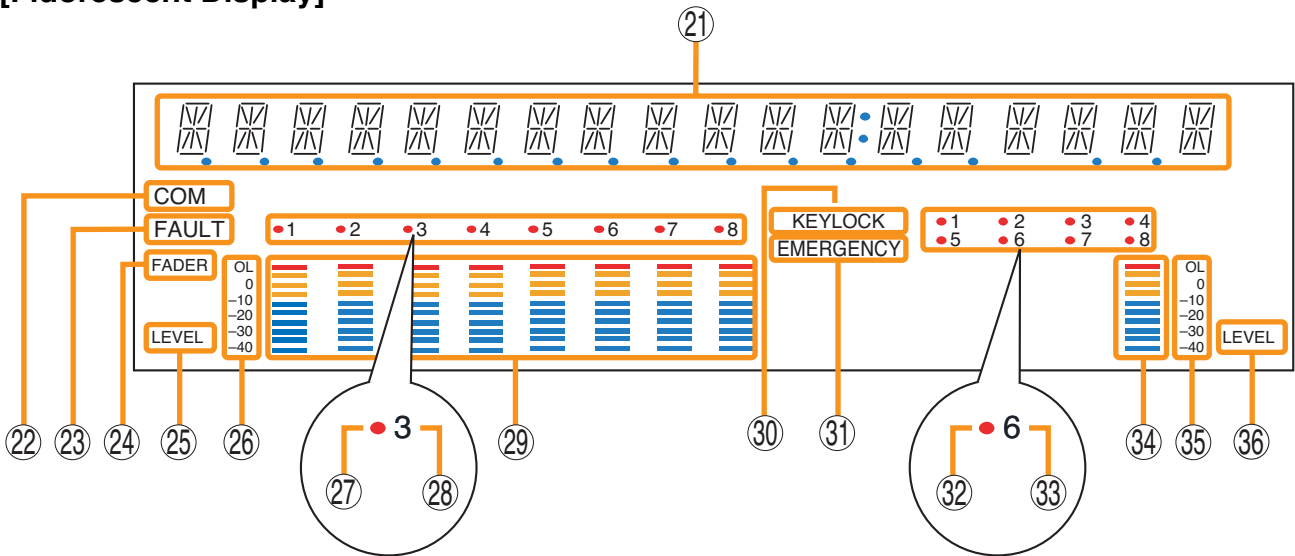 [Fluorescent Display]
21
COM
FAULT
FADER
LEVEL
1 2 3 4 5 6 7 8
OL
0
–10
–20
–30
–40
KEYLOCK
EMERGENCY
1 2 3 4
5 6 7 8
OL
0
–10
–20
–30
–40
LEVEL
3
6
22 23 24 25 26 27 28 29 30 31 32 33 34 35 36